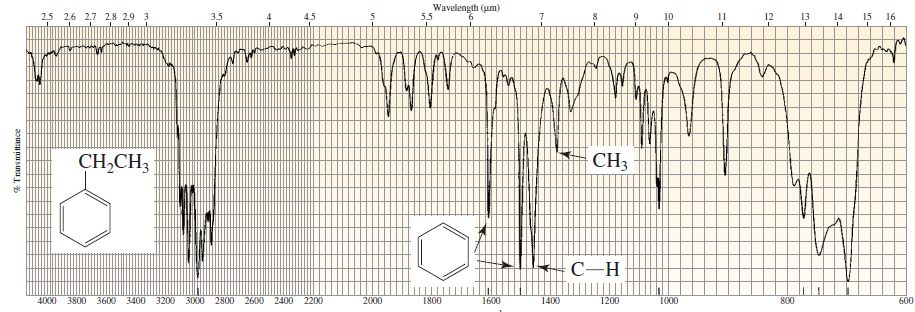 Wavelength (μm)
2.5 2.6 2.7 2.8 2.9 3 3.5 4 4.5 5 5.5 6 7 8 9 10 11 12 13 14 15 16
% Transmittance
CH2CH3
CH3
C—H
4000 3800 3600 3400 3200 3000 2800 2600 2400 2200 2000 1800 1600 1400 1200 1000 800 600